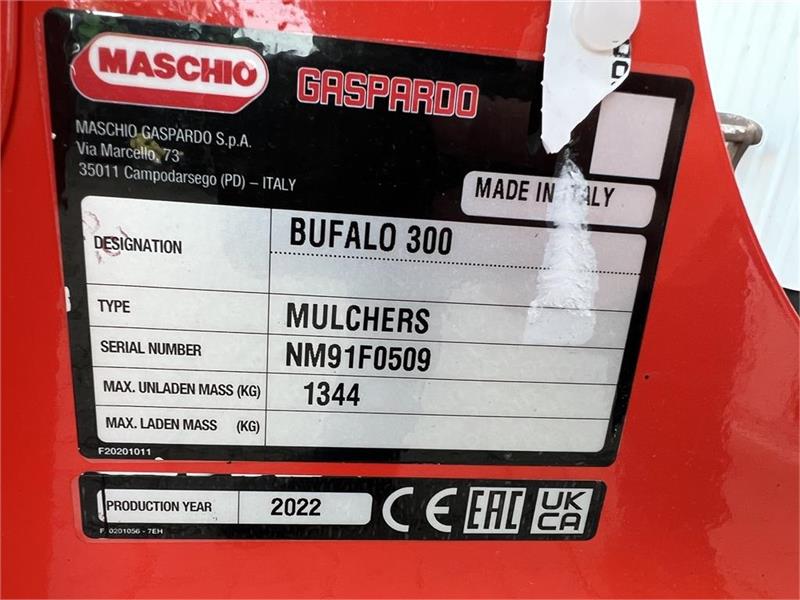 MASCHIO GASPARDO
MASCHIO GASPARDO S.p.A.
Via Marcello, 73
35011 Campodarsego (PD) – ITALY
MADE IN ITALY
DESIGNATION BUFALO 300
TYPE MULCHERS
SERIAL NUMBER NM91F0509
MAX. UNLADEN MASS (KG) 1344
MAX. LADEN MASS (KG)
F20201011
PRODUCTION YEAR 2022 CE EAC UK
CA
F 0201056 - 7EH